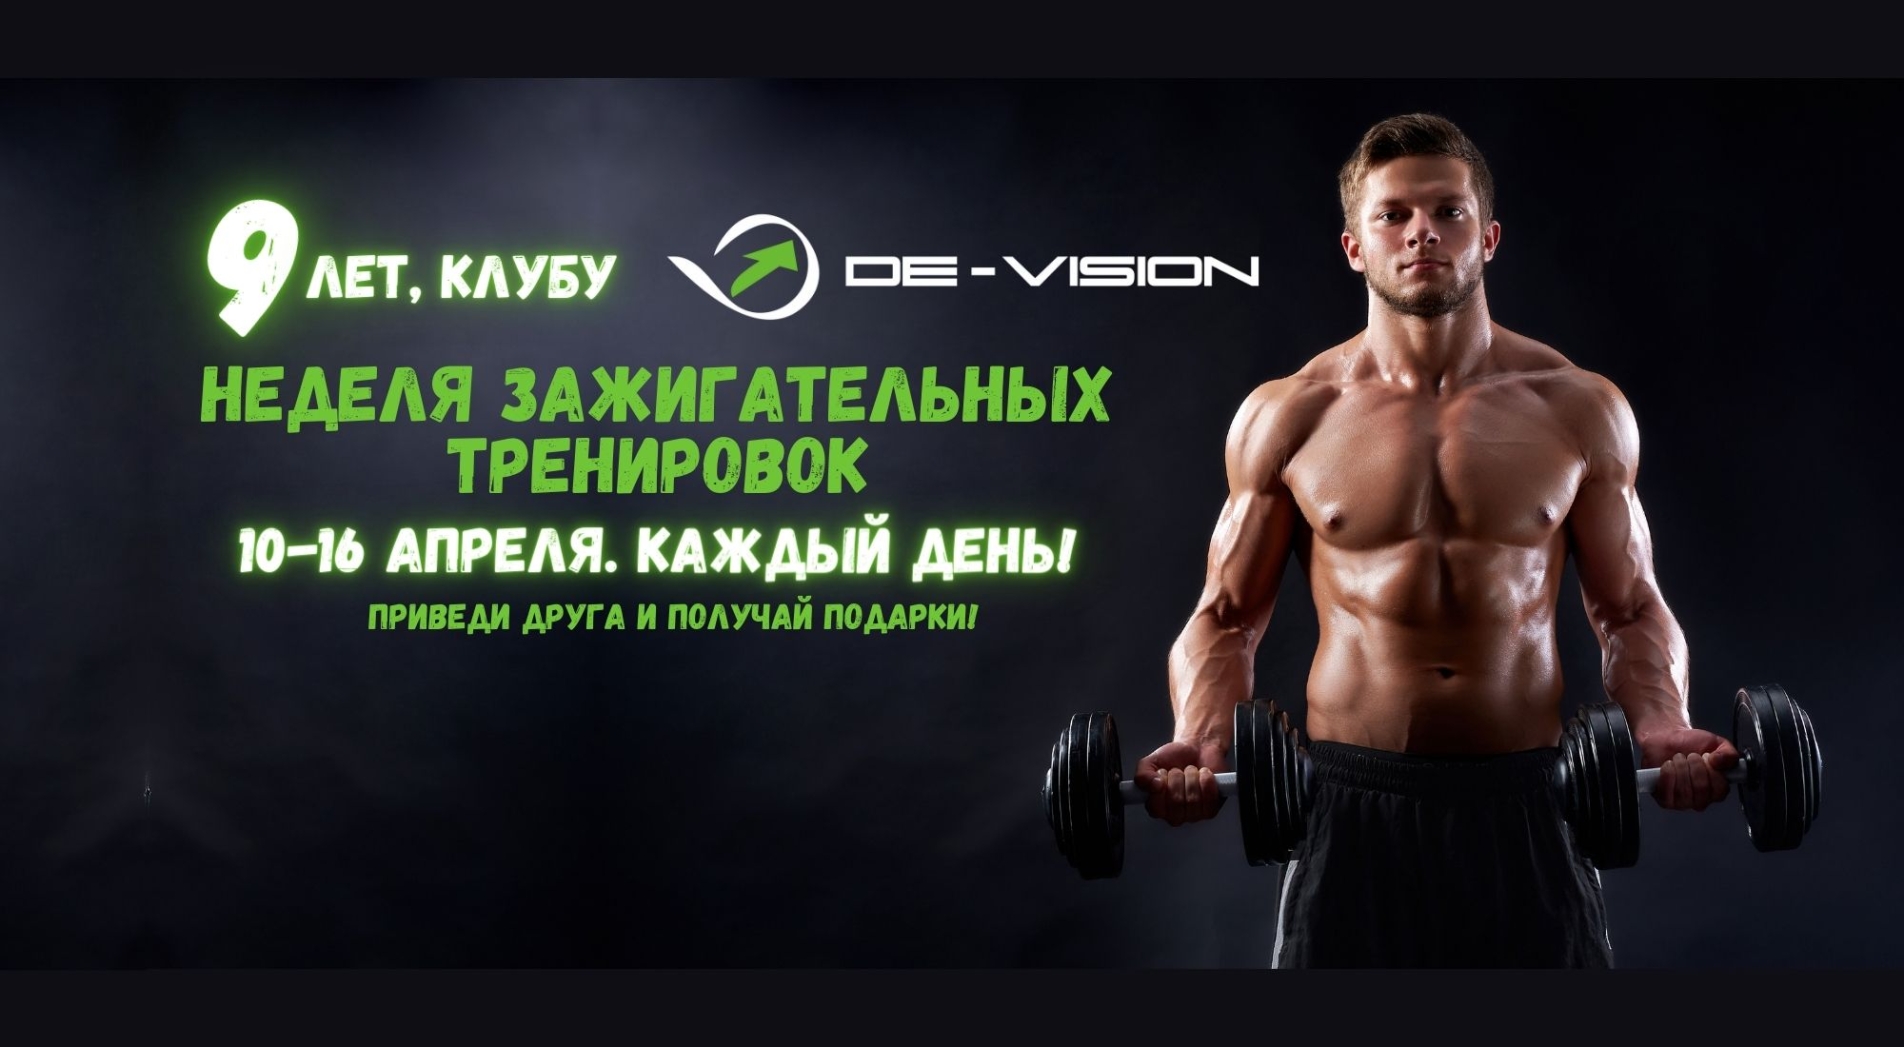 9 ЛЕТ, КЛУБУ DE-VISION
НЕДЕЛЯ ЗАЖИГАТЕЛЬНЫХ
ТРЕНИРОВОК
10-16 АПРЕЛЯ. КАЖДЫЙ ДЕНЬ!
ПРИВЕДИ ДРУГА И ПОЛУЧАЙ ПОДАРКИ!